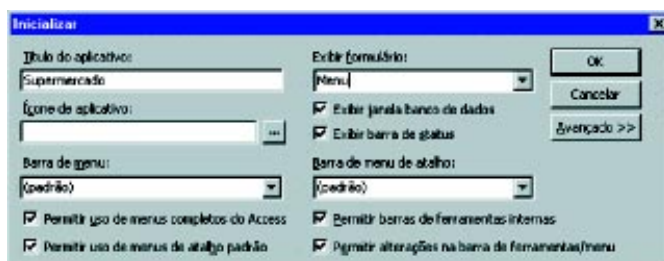 Inicializar
Título do aplicativo:
Supermercado
Ícone de aplicativo:
...
Barra de menu:
(padrão)
Permitir uso de menus completos do Access
Permitir uso de menus de atalho padrão
Exibir formulário:
Menu
Exibir janela banco de dados
Exibir barra de status
Barra de menu de atalho:
(padrão)
Permitir barras de ferramentas internas
Permitir alterações na barra de ferramentas/menu
OK
Cancelar
Avançado >>